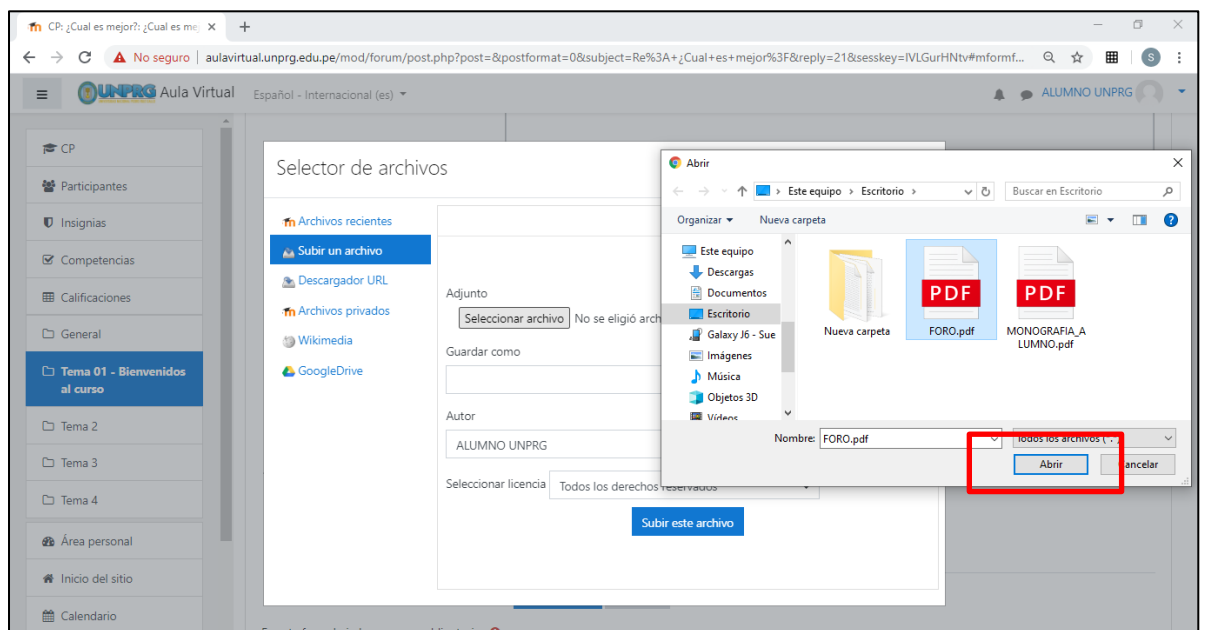 CP: ¿Cual es mejor?: ¿Cual es mej
No seguro | aulavirtual.unprg.edu.pe/mod/forum/post.php?post=&postformat=0&subject=Re%3A+¿Cual+es+mejor%3F&reply=21&sesskey=IVLGurHNtv#mformf...
S
UNPRG Aula Virtual
Español - Internacional (es)
ALUMNO UNPRG
CP
Participantes
Insignias
Competencias
Calificaciones
General
Tema 01 - Bienvenidos
al curso
Tema 2
Tema 3
Tema 4
Área personal
Inicio del sitio
Calendario
Selector de archivos
Archivos recientes
Subir un archivo
Descargador URL
Archivos privados
Wikimedia
GoogleDrive
Adjunto
Seleccionar archivo No se eligió arch
Guardar como
Autor
ALUMNO UNPRG
Seleccionar licencia Todos los derechos reservados
Subir este archivo
Abrir
Este equipo > Escritorio >
Buscar en Escritorio
Organizar
Nueva carpeta
Este equipo
Descargas
Documentos
Escritorio
Galaxy J6 - Sue
Imágenes
Música
Objetos 3D
Vídeos
Nueva carpeta
PDF
FORO.pdf
PDF
MONOGRAFIA_A
LUMNO.pdf
Nombre: FORO.pdf
Todos los archivos (*.*)
Abrir
Cancelar